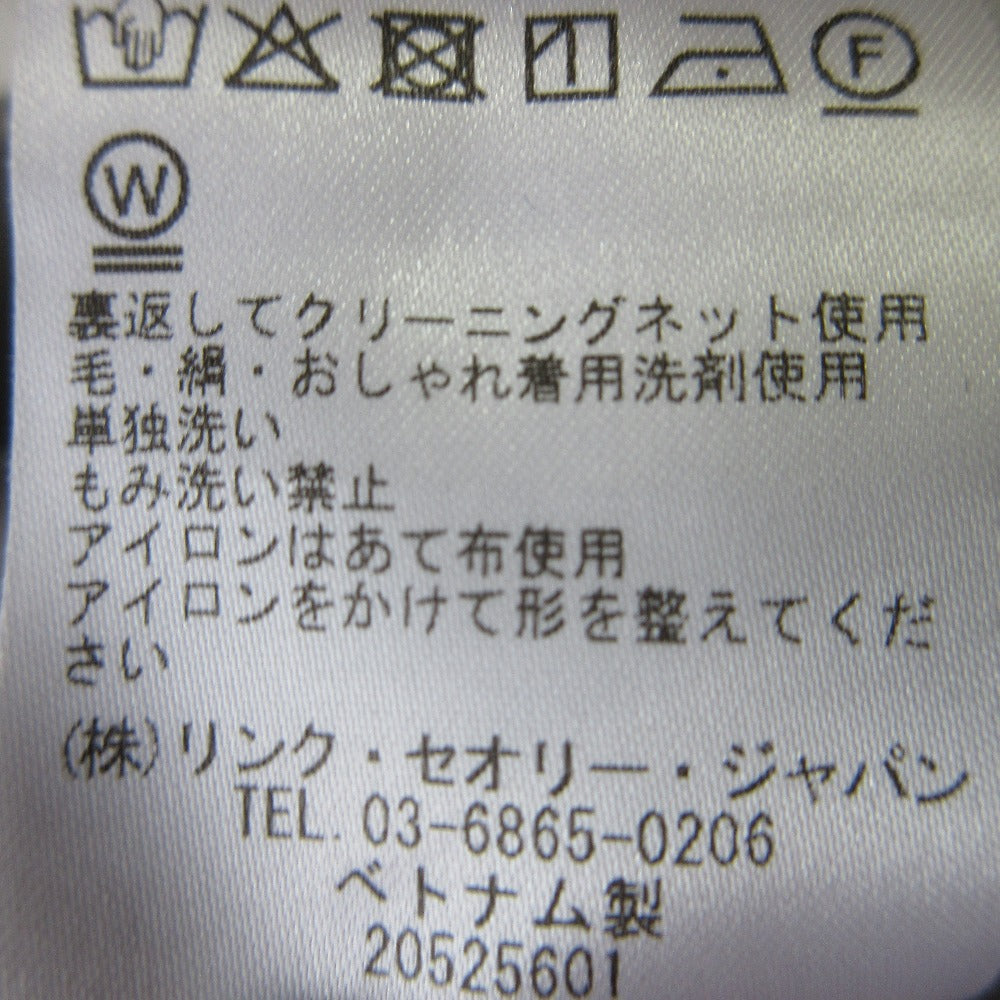 F
W
裏返してクリーニングネット使用
毛・絹・おしゃれ着用洗剤使用
単独洗い
もみ洗い禁止
アイロンはあて布使用
アイロンをかけて形を整えてくだ
さい
(株)リンク・セオリー・ジャパン
TEL. 03-6865-0206
ベトナム製
20525601